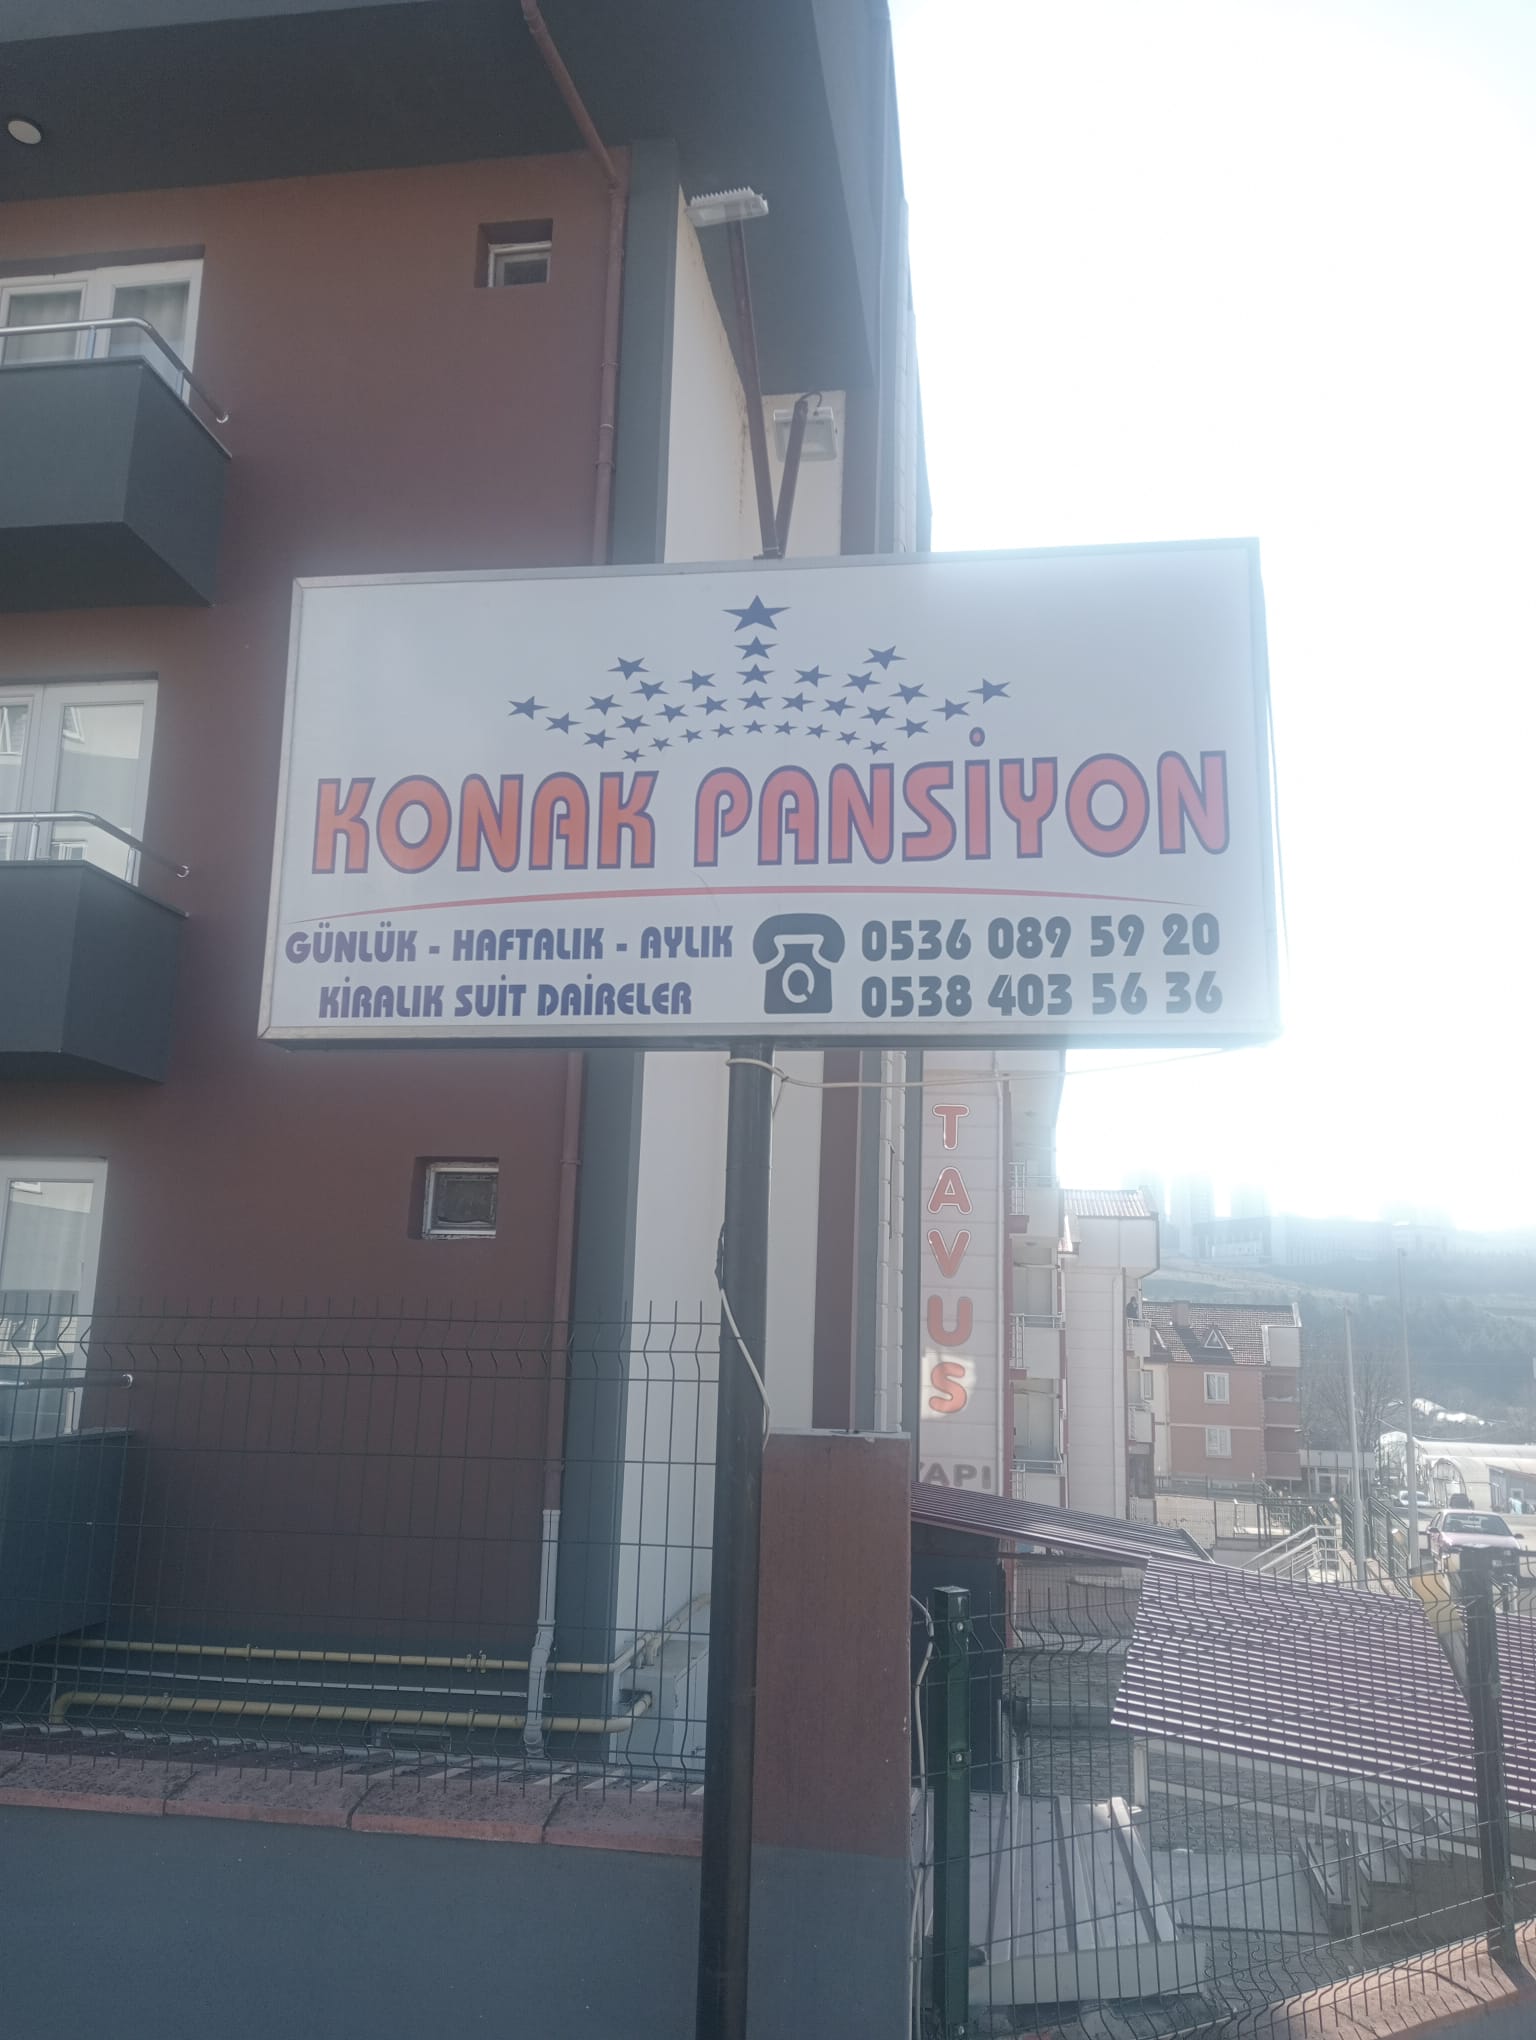 KONAK PANSİYON
GÜNLÜK - HAFTALIK - AYLIK
KİRALIK SUİT DAİRELER
0536 089 59 20
0538 403 56 36
TAVUS
YAPI